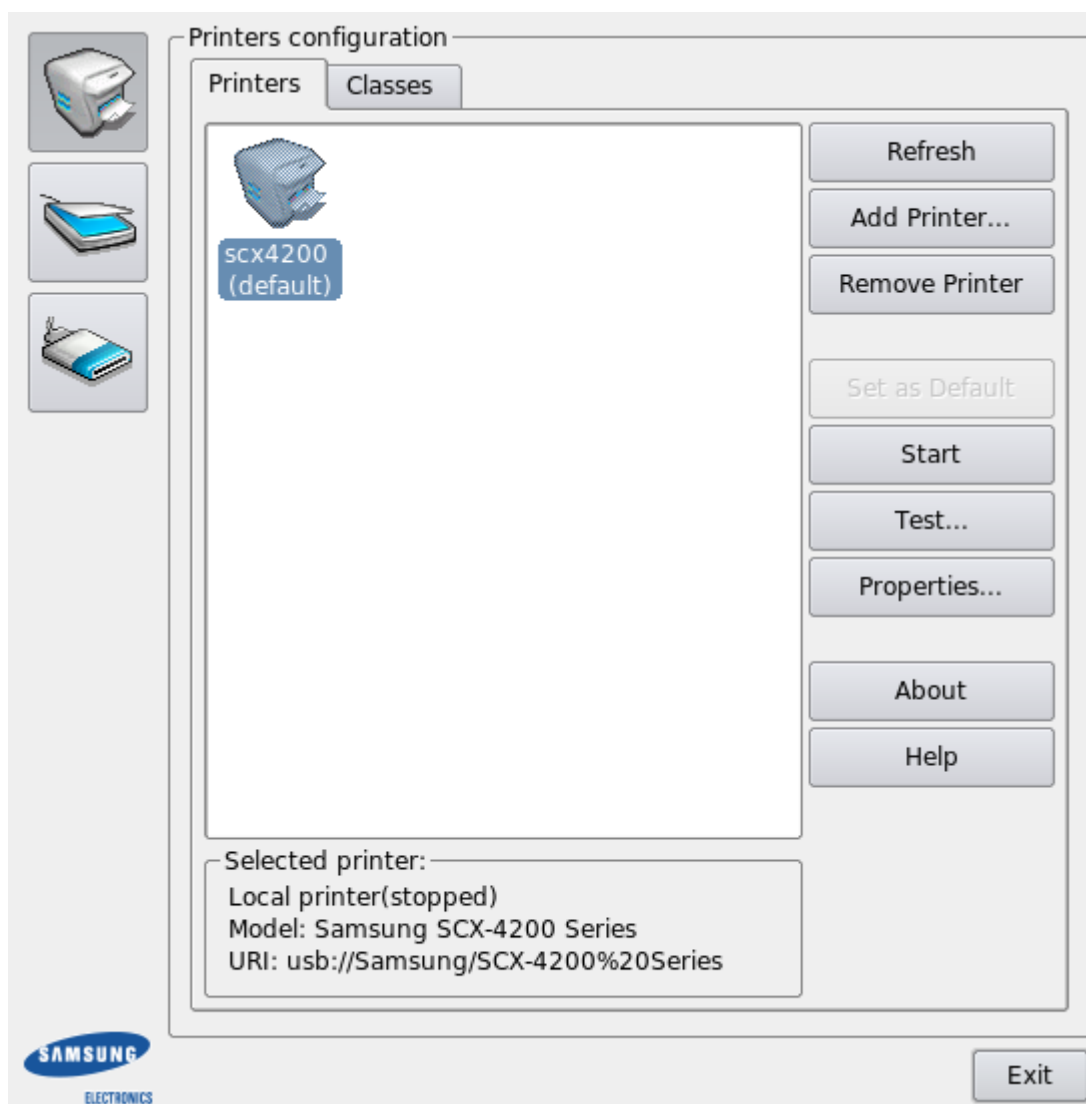 Printers configuration
Printers
Classes
scx4200
(default)
Refresh
Add Printer...
Remove Printer
Set as Default
Start
Test...
Properties...
About
Help
Selected printer:
Local printer(stopped)
Model: Samsung SCX-4200 Series
URI: usb://Samsung/SCX-4200%20Series
SAMSUNG
ELECTRONICS
Exit